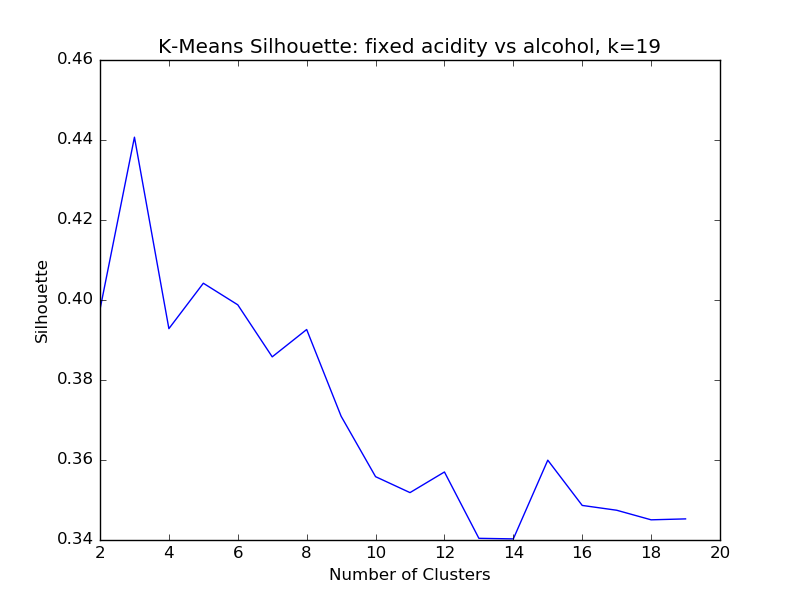 K-Means Silhouette: fixed acidity vs alcohol, k=19
0.46
0.44
0.42
0.40
0.38
0.36
0.34
Silhouette
2 4 6 8 10 12 14 16 18 20
Number of Clusters